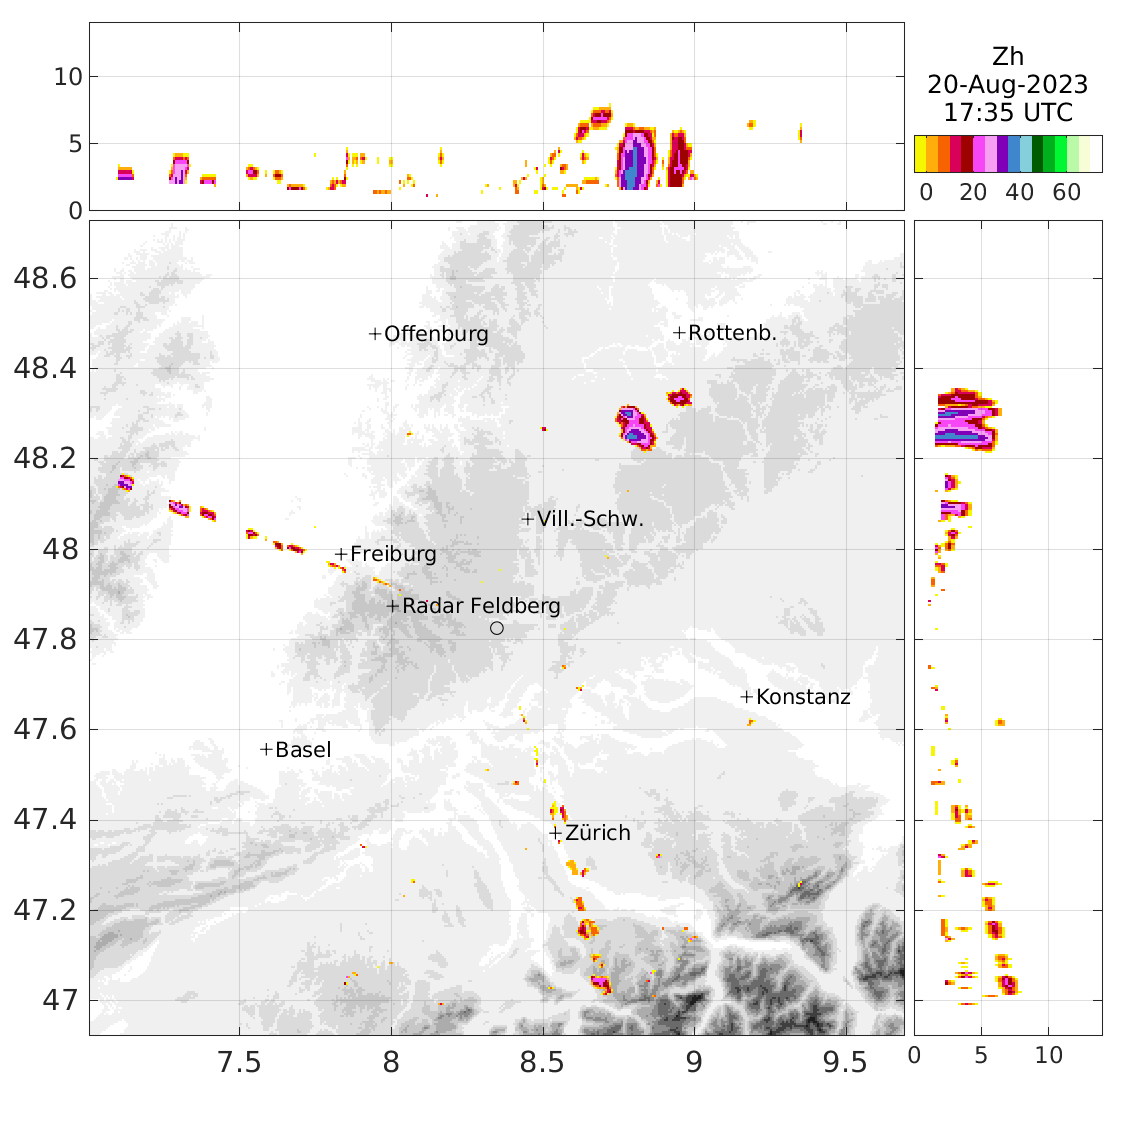 Zh
20-Aug-2023
17:35 UTC
10
5
0
0 20 40 60
48.6
48.4
48.2
48
47.8
47.6
47.4
47.2
47
Offenburg
Rottenb.
Vill.-Schw.
Freiburg
Radar Feldberg
Konstanz
Basel
Zürich
7.5 8 8.5 9 9.5
0 5 10